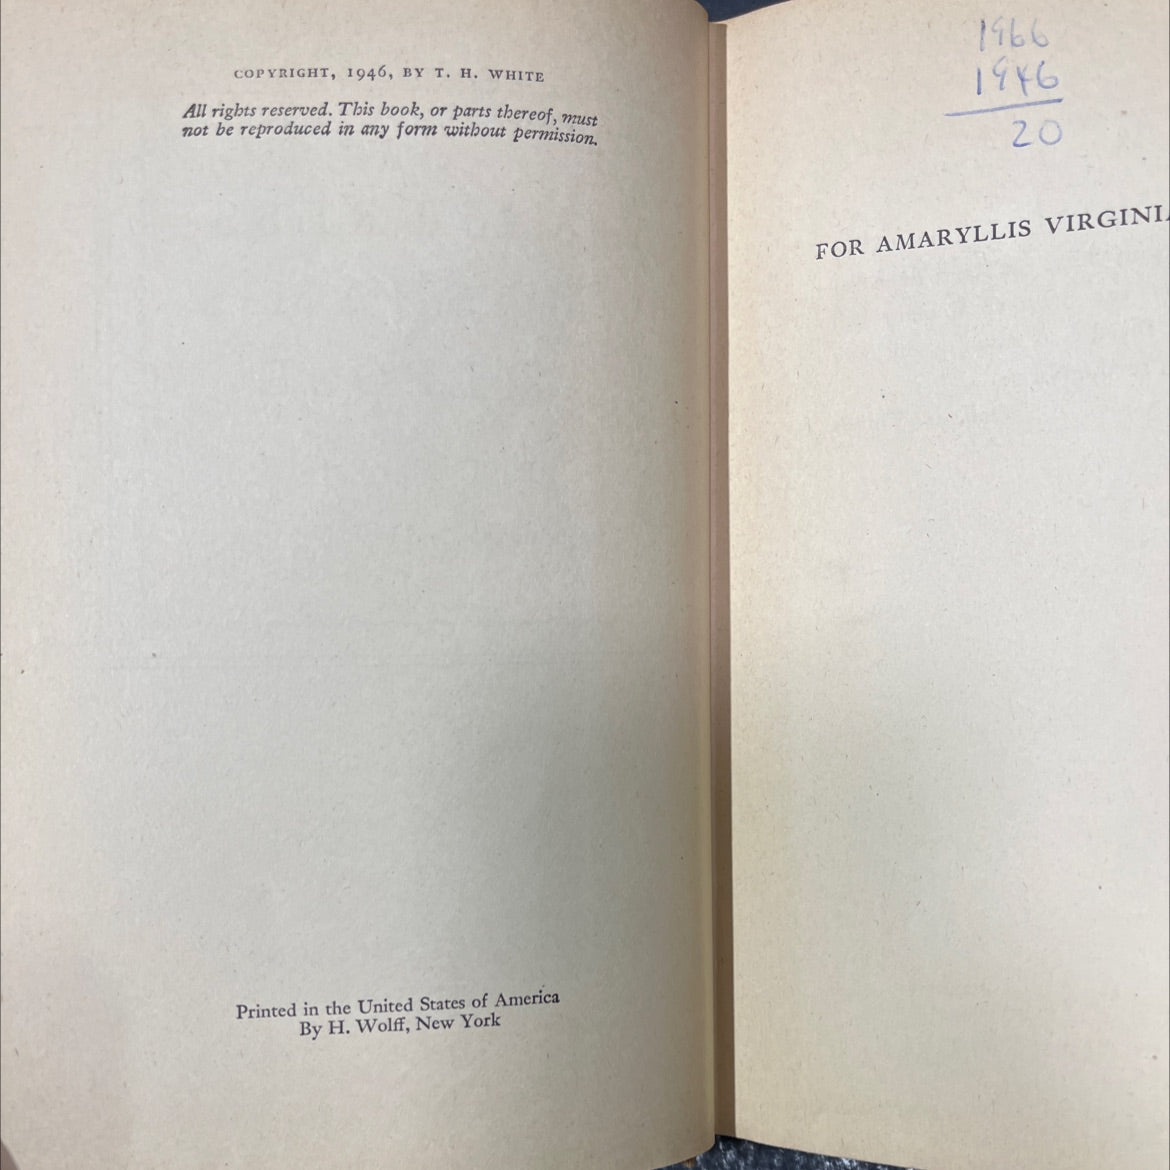 COPYRIGHT, 1946, BY T. H. WHITE
All rights reserved. This book, or parts thereof, must
not be reproduced in any form without permission.
Printed in the United States of America
By H. Wolff, New York
1966
1946
20
FOR AMARYLLIS VIRGINIA